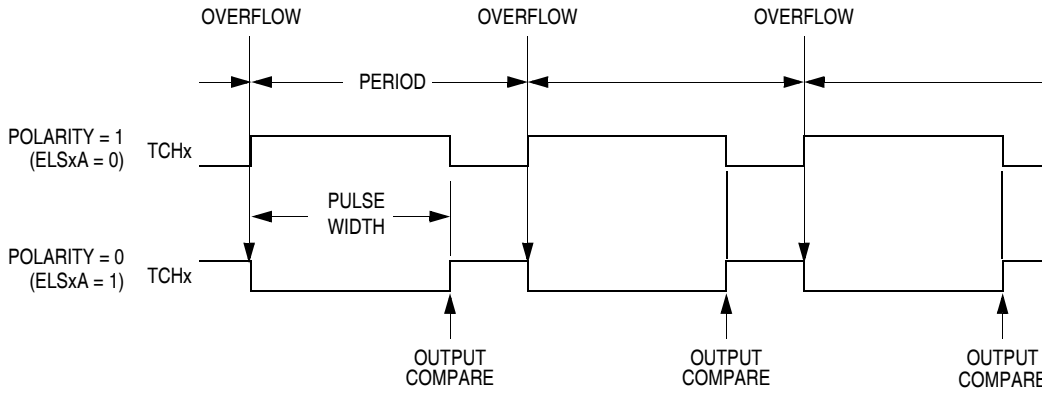 OVERFLOW OVERFLOW OVERFLOW
PERIOD
POLARITY = 1
(ELSxA = 0)
TCHx
PULSE
WIDTH
POLARITY = 0
(ELSxA = 1)
TCHx
OUTPUT
COMPARE
OUTPUT
COMPARE
OUTPUT
COMPARE